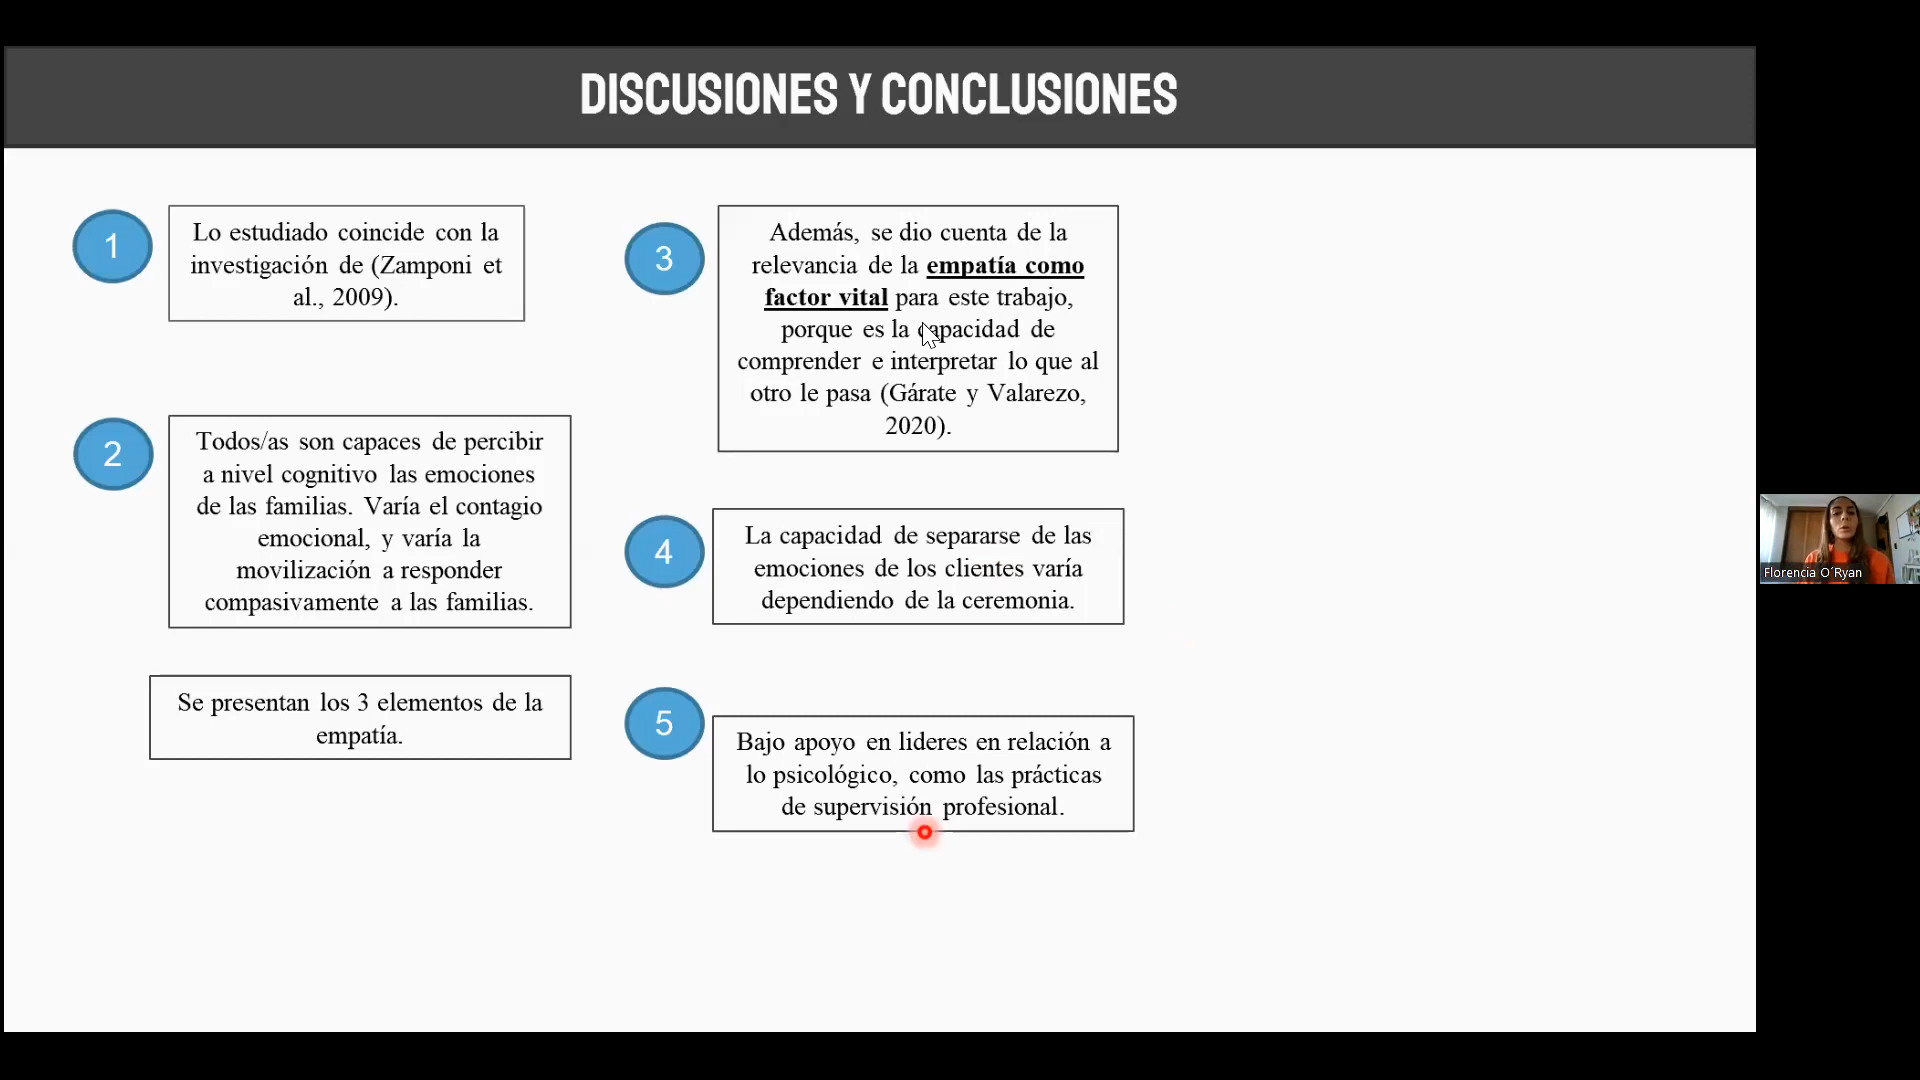 DISCUSIONES Y CONCLUSIONES
1
Lo estudiado coincide con la
investigación de (Zamponi et
al., 2009).
2
Todos/as son capaces de percibir
a nivel cognitivo las emociones
de las familias. Varía el contagio
emocional, y varía la
movilización a responder
compasivamente a las familias.
Se presentan los 3 elementos de la
empatía.
3
Además, se dio cuenta de la
relevancia de la empatía como
factor vital para este trabajo,
porque es la capacidad de
comprender e interpretar lo que al
otro le pasa (Gárate y Valarezo,
2020).
4
La capacidad de separarse de las
emociones de los clientes varía
dependiendo de la ceremonia.
5
Bajo apoyo en lideres en relación a
lo psicológico, como las prácticas
de supervisión profesional.
Florencia O´Ryan